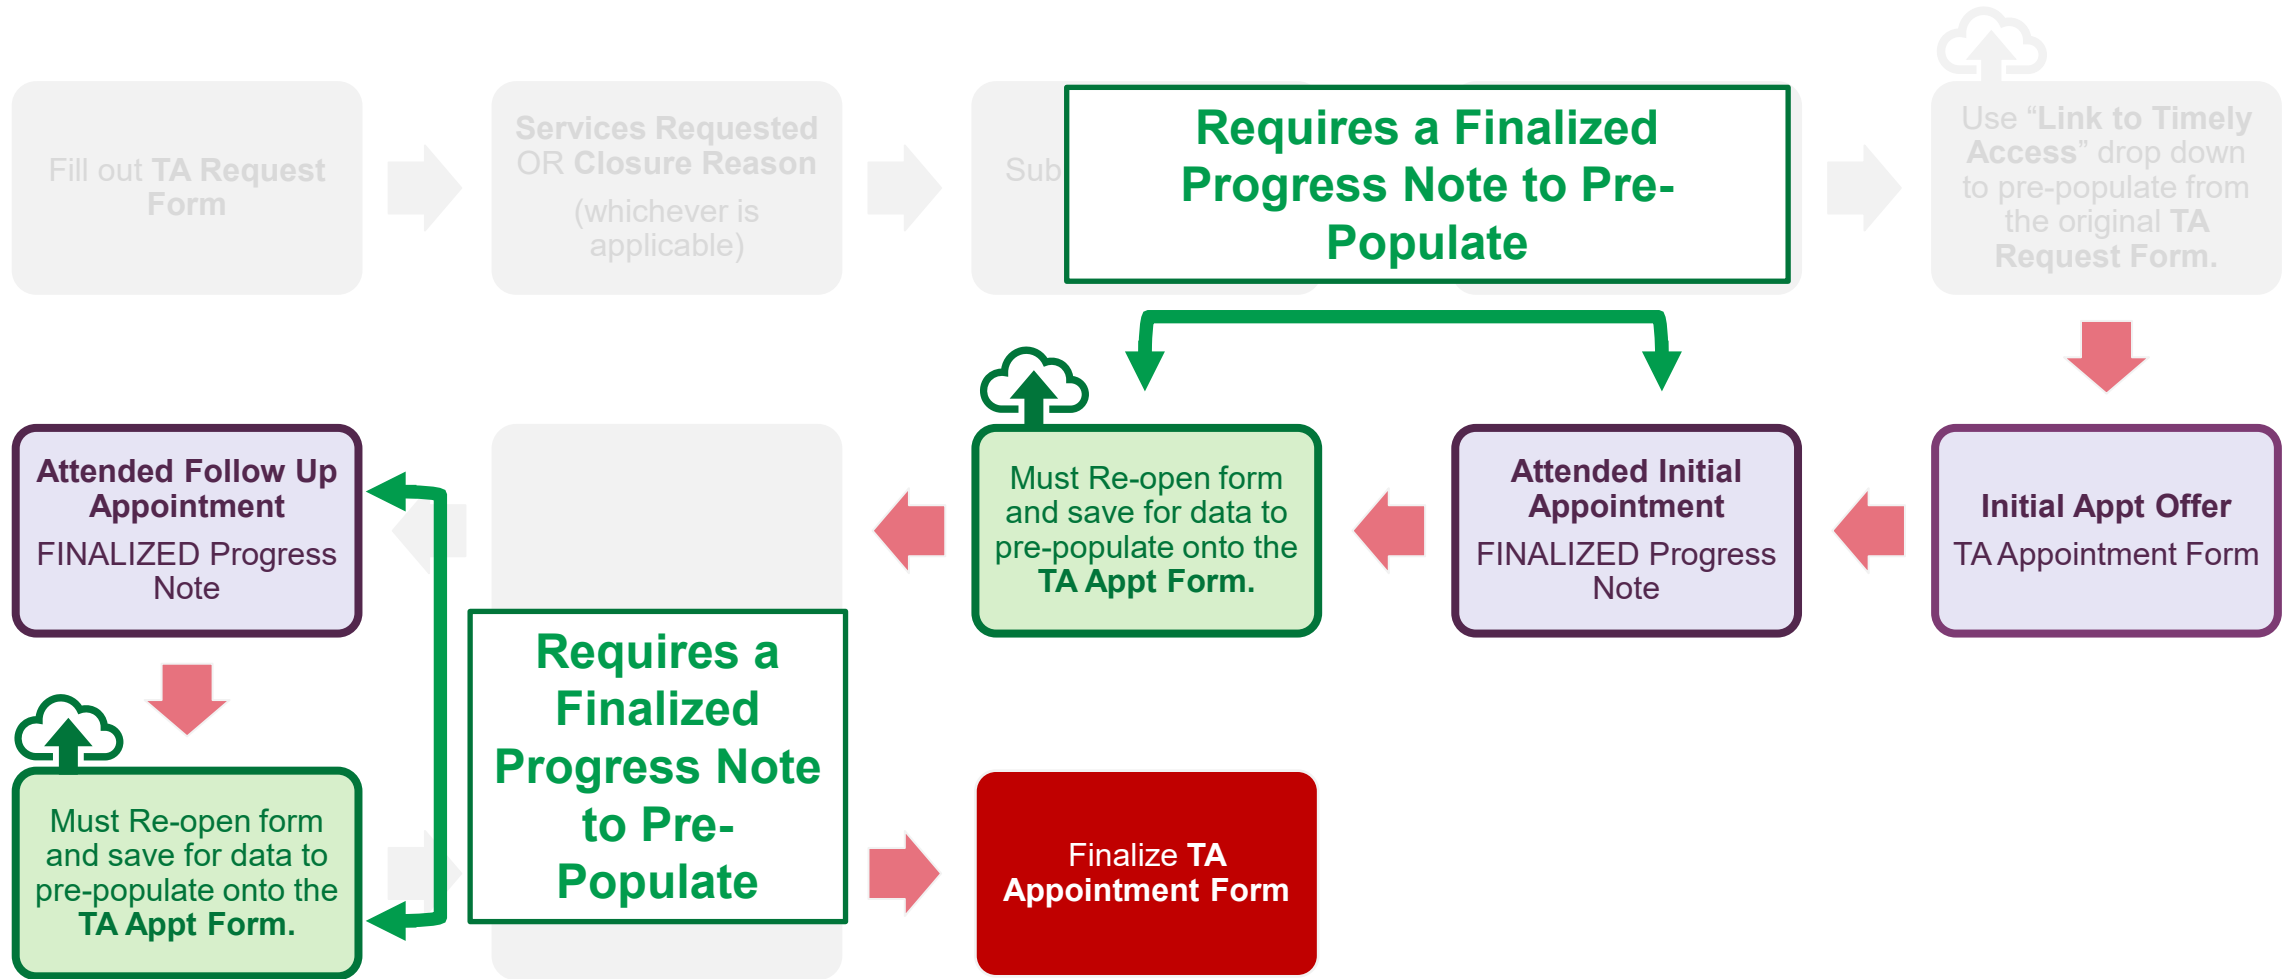 Fill out TA Request
Form
Services Requested
OR Closure Reason
(whichever is
applicable)
Sub
Requires a Finalized
Progress Note to Pre-
Populate
Use “Link to Timely
Access” drop down
to pre-populate from
the original TA
Request Form.
Initial Appt Offer
TA Appointment Form
Attended Initial
Appointment
FINALIZED Progress
Note
Must Re-open form
and save for data to
pre-populate onto the
TA Appt Form.
Attended Follow Up
Appointment
FINALIZED Progress
Note
Requires a
Finalized
Progress Note
to Pre-
Populate
Must Re-open form
and save for data to
pre-populate onto the
TA Appt Form.
Finalize TA
Appointment Form